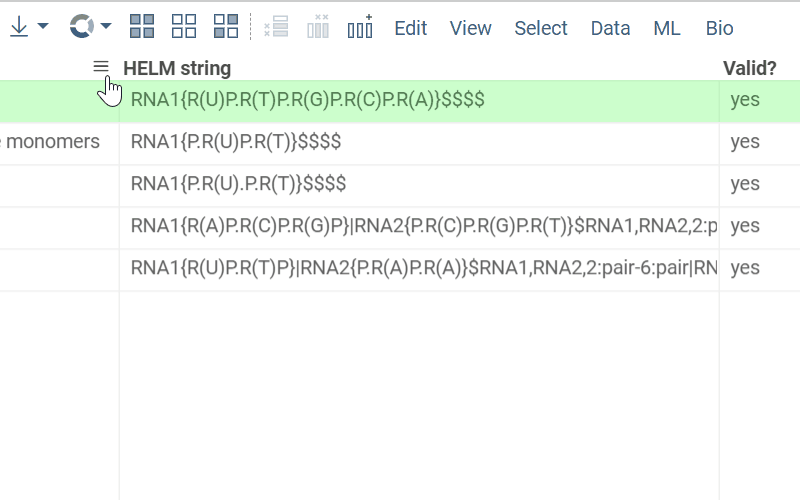 Edit View Select Data ML Bio
HELM string Valid?
RNA1{R(U)P.R(T)P.R(G)P.R(C)P.R(A)}$$$$ yes
monomers RNA1{P.R(U)P.R(T)}$$$$ yes
RNA1{P.R(U).P.R(T)}$$$$ yes
RNA1{R(A)P.R(C)P.R(G)P}|RNA2{P.R(C)P.R(G)P.R(T)}$RNA1,RNA2,2:p yes
RNA1{R(U)P.R(T)P}|RNA2{P.R(A)P.R(A)}$RNA1,RNA2,2:pair-6:pair|RN yes